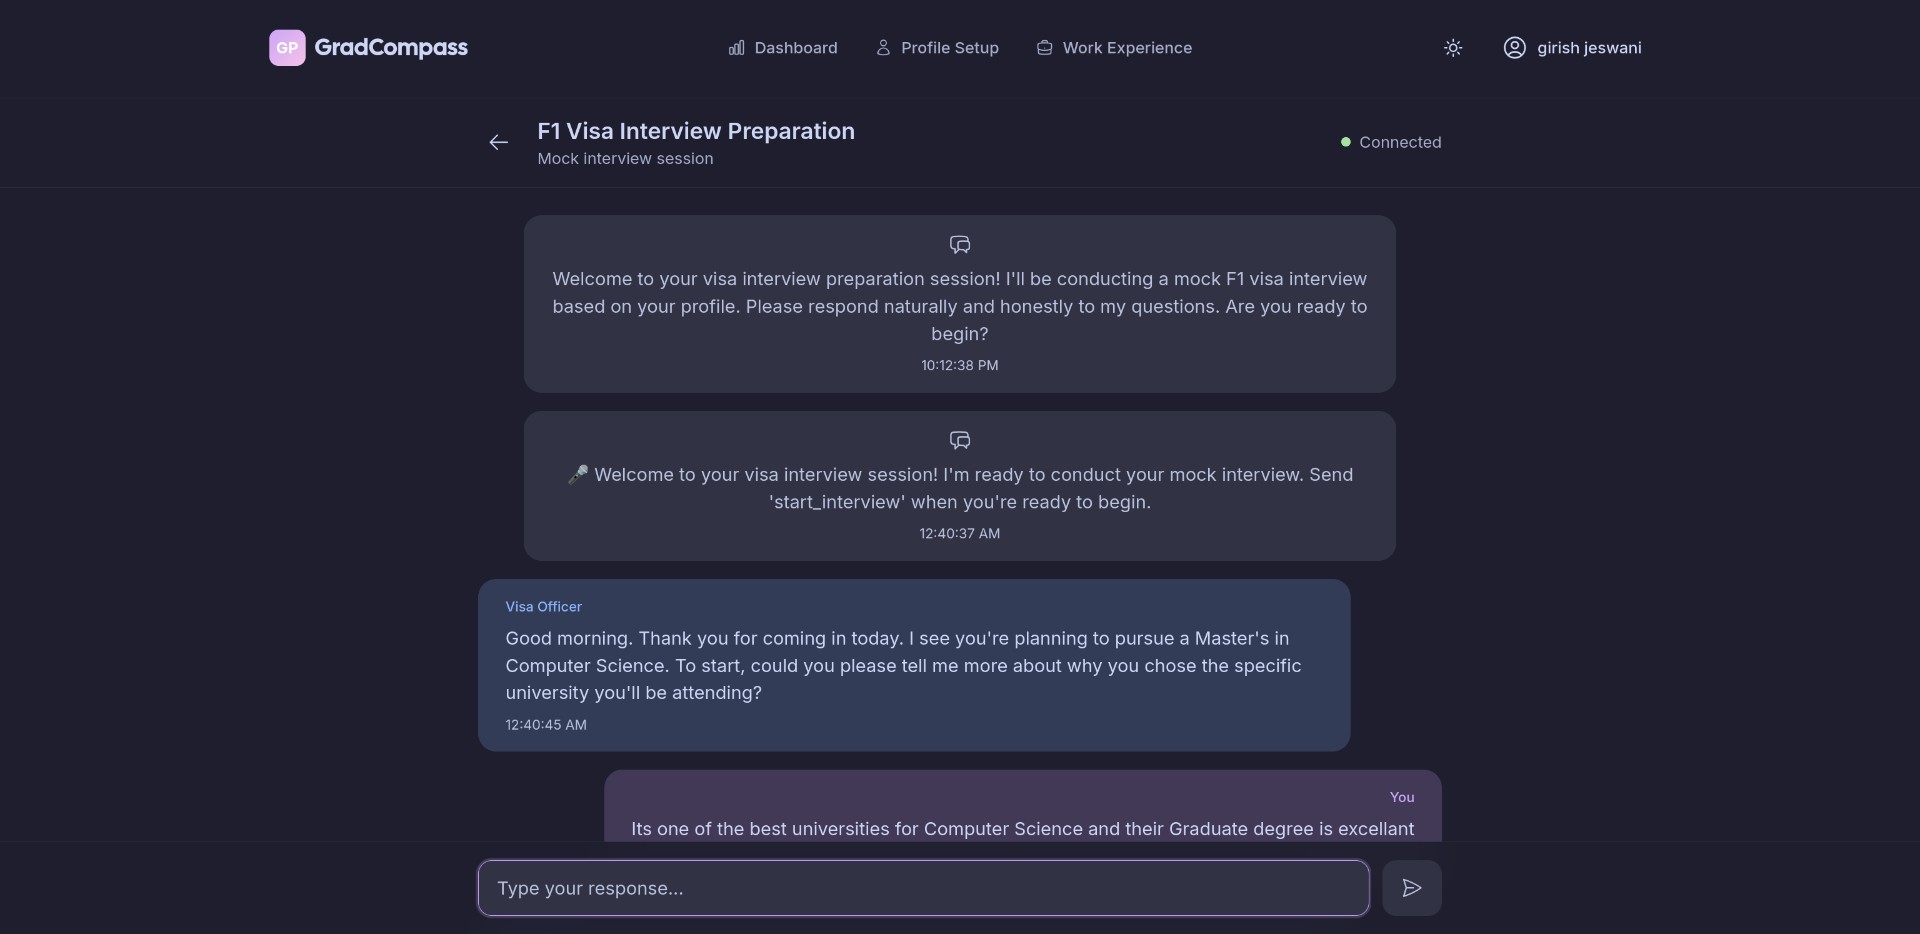 GP GradCompass
Dashboard
Profile Setup
Work Experience
girish jeswani
F1 Visa Interview Preparation
Mock interview session
Connected
Welcome to your visa interview preparation session! I'll be conducting a mock F1 visa interview
based on your profile. Please respond naturally and honestly to my questions. Are you ready to
begin?
10:12:38 PM
🎤 Welcome to your visa interview session! I'm ready to conduct your mock interview. Send
'start_interview' when you're ready to begin.
12:40:37 AM
Visa Officer
Good morning. Thank you for coming in today. I see you're planning to pursue a Master's in
Computer Science. To start, could you please tell me more about why you chose the specific
university you'll be attending?
12:40:45 AM
You
Its one of the best universities for Computer Science and their Graduate degree is excellant
Type your response...